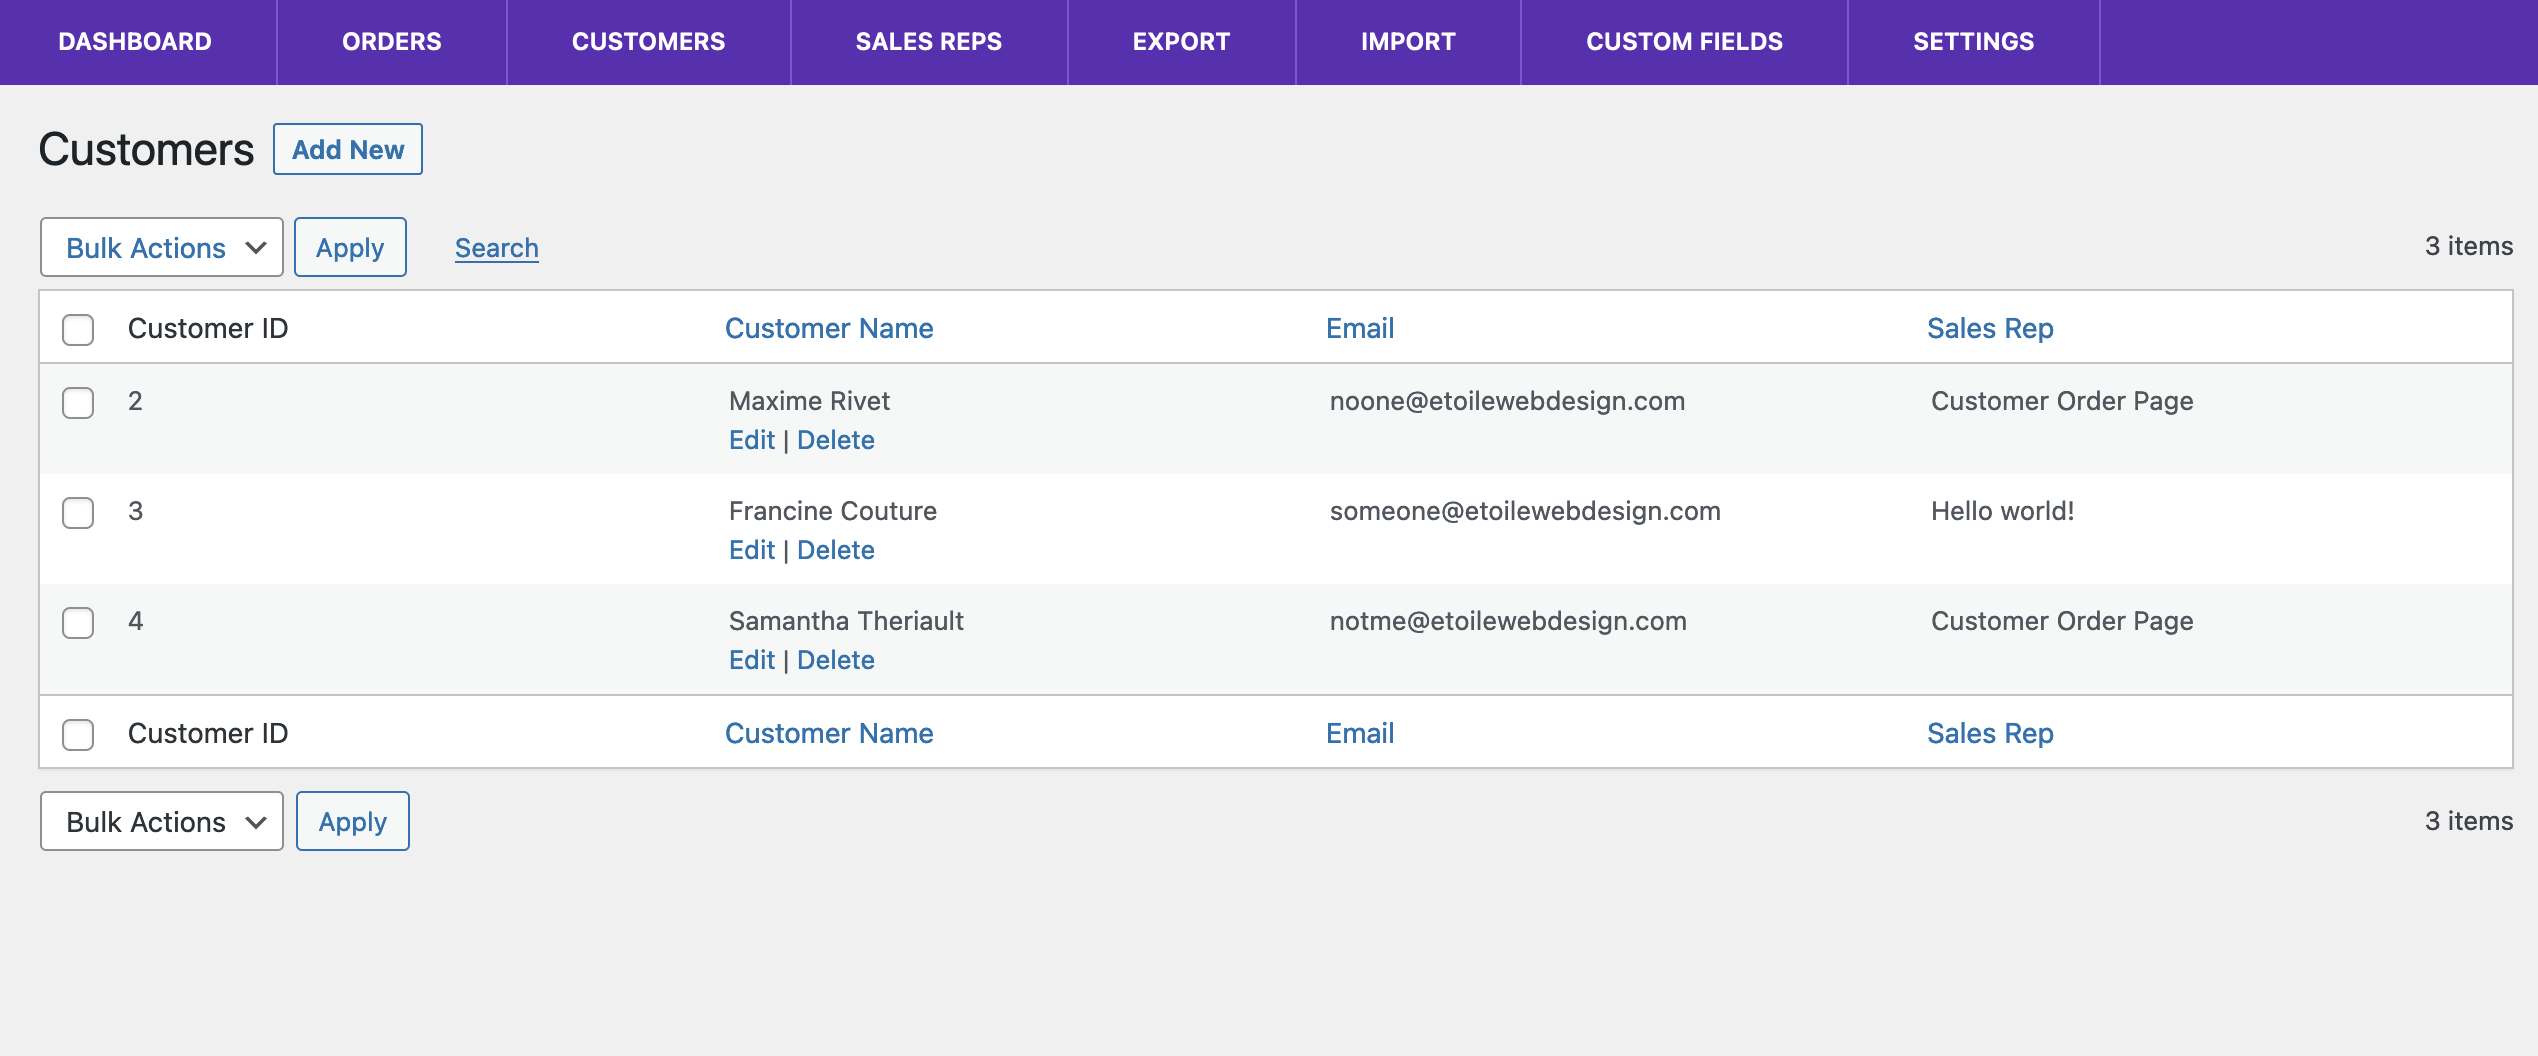 DASHBOARD ORDERS CUSTOMERS SALES REPS EXPORT IMPORT CUSTOM FIELDS SETTINGS
Customers Add New
Bulk Actions Apply Search 3 items
Customer ID Customer Name Email Sales Rep
2 Maxime Rivet noone@etoilewebdesign.com Customer Order Page
Edit | Delete
3 Francine Couture someone@etoilewebdesign.com Hello world!
Edit | Delete
4 Samantha Theriault notme@etoilewebdesign.com Customer Order Page
Edit | Delete
Customer ID Customer Name Email Sales Rep
Bulk Actions Apply 3 items